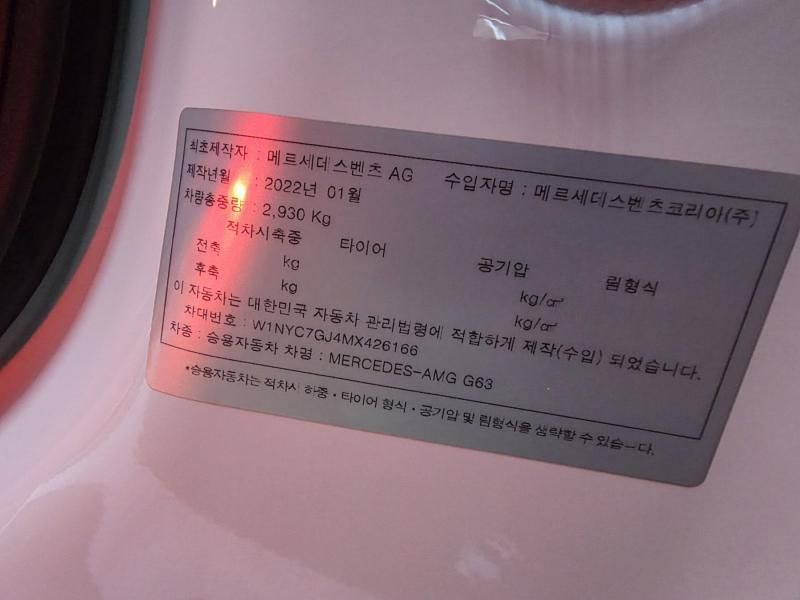 최초제작자 : 메르세데스벤츠 AG 수입자명 : 메르세데스벤츠코리아(주)
제작년월 : 2022년 01월
차량총중량 : 2,930 Kg
적차시축중 타이어 공기압 림형식
전축 kg kg/㎠
후축 kg kg/㎠
이 자동차는 대한민국 자동차 관리법령에 적합하게 제작(수입) 되었습니다.
차대번호 : W1NYC7GJ4MX426166
차종 : 승용자동차 차명 : MERCEDES-AMG G63
*승용자동차는 적차시 하중·타이어 형식·공기압 및 림형식을 생략할 수 있습니다.